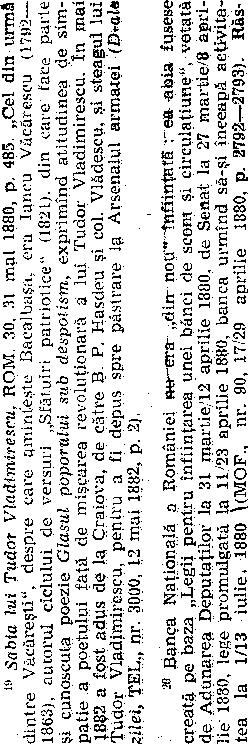 ¹⁹ Sabia lui Tudor Vladimirescu, ROM. 30, 31 mai 1880, p. 485. „Cel din urmă
dintre Văcărești“, despre care amintește Bacalbașa, era Iancu Văcărescu (1792—
1863), autorul ciclului de versuri „Sfătuiri patriotice“ (1821), din care face parte
și cunoscuta poezie Glasul poporului sub despotism, exprimînd atitudinea de sim-
patie a poetului față de mișcarea revoluționară a lui Tudor Vladimirescu. În mai
1882 a fost adus de la Craiova, de către B. P. Hasdeu și col. Vlădescu, și steagul lui
Tudor Vladimirescu, pentru a fi depus spre păstrare la Arsenalul armatei (D-ale
zilei, TEL., nr. 3000, 12 mai 1882, p. 2).
²⁰ Banca Națională a României nu era „din nou“ înființată : ea abia fusese
creată pe baza „Legii pentru înființarea unei bănci de scont și circulațiune“, votată
de Adunarea Deputaților la 31 martie/12 aprilie 1880, de Senat la 27 martie/8 apri-
lie 1880, lege promulgată la 11/23 aprilie 1880, banca urmînd să-și înceapă activita-
tea la 1/13 iulie 1880 (MOF., nr. 90, 17/29 aprilie 1880, p. 2792—2793). Răs-